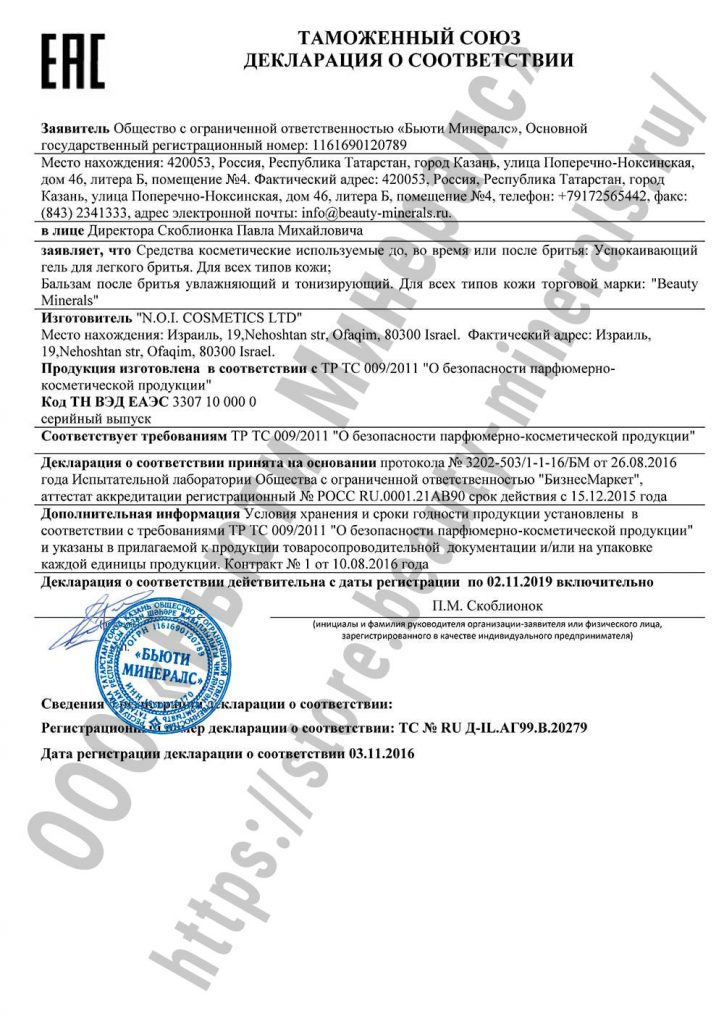 EAC
ТАМОЖЕННЫЙ СОЮЗ
ДЕКЛАРАЦИЯ О СООТВЕТСТВИИ
Заявитель Общество с ограниченной ответственностью «Бьюти Минералс», Основной
государственный регистрационный номер: 1161690120789
Место нахождения: 420053, Россия, Республика Татарстан, город Казань, улица Поперечно-Ноксинская,
дом 46, литера Б, помещение №4. Фактический адрес: 420053, Россия, Республика Татарстан, город
Казань, улица Поперечно-Ноксинская, дом 46, литера Б, помещение №4, телефон: +79172565442, факс:
(843) 2341333, адрес электронной почты: info@beauty-minerals.ru.
в лице Директора Скоблионка Павла Михайловича
заявляет, что Средства косметические используемые до, во время или после бритья: Успокаивающий
гель для легкого бритья. Для всех типов кожи;
Бальзам после бритья увлажняющий и тонизирующий. Для всех типов кожи торговой марки: "Beauty
Minerals"
Изготовитель "N.O.I. COSMETICS LTD"
Место нахождения: Израиль, 19,Nehoshtan str, Ofaqim, 80300 Israel. Фактический адрес: Израиль,
19,Nehoshtan str, Ofaqim, 80300 Israel.
Продукция изготовлена в соответствии с ТР ТС 009/2011 "О безопасности парфюмерно-
косметической продукции"
Код ТН ВЭД ЕАЭС 3307 10 000 0
серийный выпуск
Соответствует требованиям ТР ТС 009/2011 "О безопасности парфюмерно-косметической продукции"
Декларация о соответствии принята на основании протокола № 3202-503/1-1-16/БМ от 26.08.2016
года Испытательной лаборатории Общества с ограниченной ответственностью "БизнесМаркет",
аттестат аккредитации регистрационный № РОСС RU.0001.21АВ90 срок действия с 15.12.2015 года
Дополнительная информация Условия хранения и сроки годности продукции установлены в
соответствии с требованиями ТР ТС 009/2011 "О безопасности парфюмерно-косметической продукции"
и указаны в прилагаемой к продукции товаросопроводительной документации и/или на упаковке
каждой единицы продукции. Контракт № 1 от 10.08.2016 года
Декларация о соответствии действительна с даты регистрации по 02.11.2019 включительно
П.М. Скоблионок
(инициалы и фамилия руководителя организации-заявителя или физического лица,
зарегистрированного в качестве индивидуального предпринимателя)
ОГРН 1161690120789
«БЬЮТИ
МИНЕРАЛС»
Сведения о регистрации декларации о соответствии:
Регистрационный номер декларации о соответствии: ТС № RU Д-IL.АГ99.В.20279
Дата регистрации декларации о соответствии 03.11.2016
ООО «Бьюти Минералс»
https://store.beauty-minerals.ru/